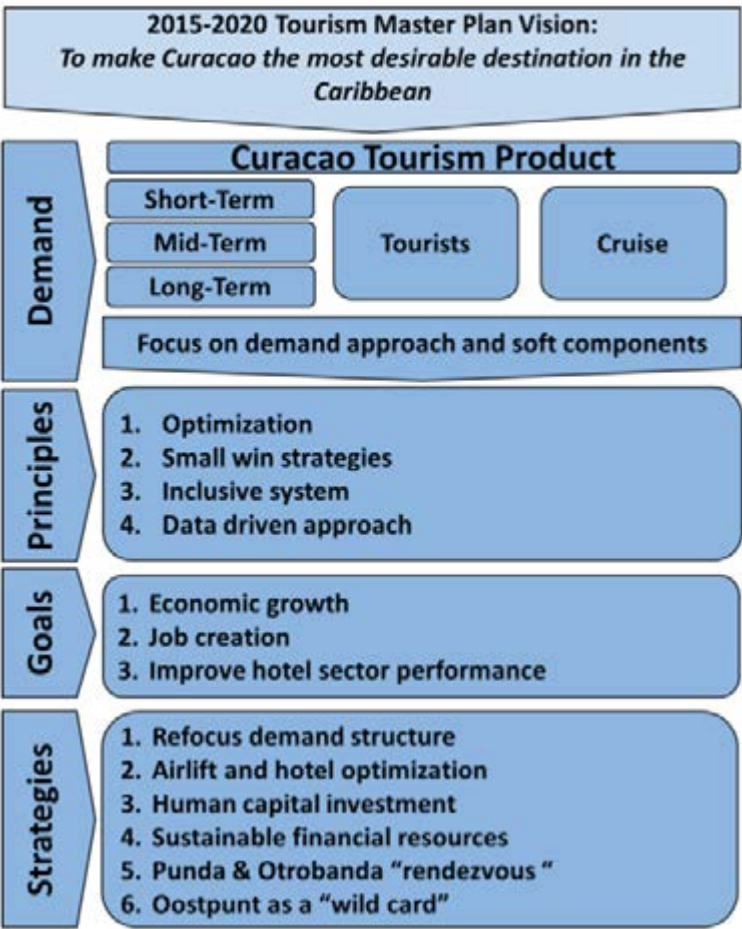 2015-2020 Tourism Master Plan Vision:
To make Curacao the most desirable destination in the
Caribbean
Demand
Curacao Tourism Product
Short-Term
Mid-Term
Long-Term
Tourists
Cruise
Focus on demand approach and soft components
Principles
1. Optimization
2. Small win strategies
3. Inclusive system
4. Data driven approach
Goals
1. Economic growth
2. Job creation
3. Improve hotel sector performance
Strategies
1. Refocus demand structure
2. Airlift and hotel optimization
3. Human capital investment
4. Sustainable financial resources
5. Punda & Otrobanda “rendezvous “
6. Oostpunt as a “wild card”